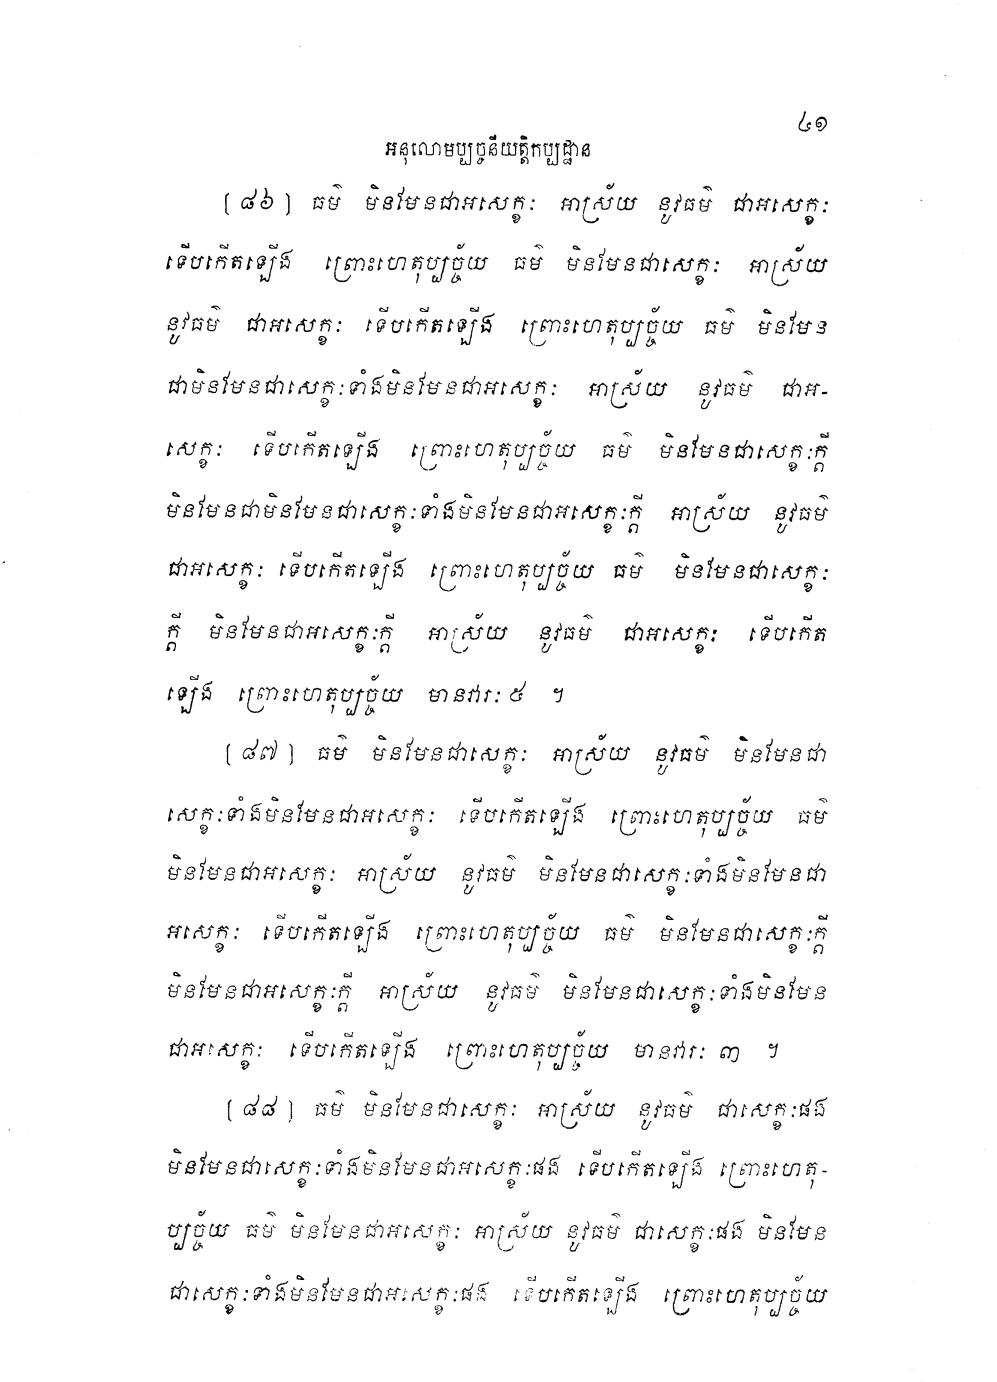 ៤១
អនុលោមប្បច្ចនីយត្តិកប្បដ្ឋាន
[ ៨៦ ] ធម៌ មិនមែនជាអសេក្ខៈ អាស្រ័យ នូវធម៌ ជាអសេក្ខៈ
ទើបកើតឡើង ព្រោះហេតុប្បច្ច័យ ធម៌ មិនមែនជាសេក្ខៈ អាស្រ័យ
នូវធម៌ ជាអសេក្ខៈ ទើបកើតឡើង ព្រោះហេតុប្បច្ច័យ ធម៌ មិនមែន
ជាមិនមែនជាសេក្ខៈទាំងមិនមែនជាអសេក្ខៈ អាស្រ័យ នូវធម៌ ជាអ-
សេក្ខៈ ទើបកើតឡើង ព្រោះហេតុប្បច្ច័យ ធម៌ មិនមែនជាសេក្ខៈក្តី
មិនមែនជាមិនមែនជាសេក្ខៈទាំងមិនមែនជាអសេក្ខៈក្តី អាស្រ័យ នូវធម៌
ជាអសេក្ខៈ ទើបកើតឡើង ព្រោះហេតុប្បច្ច័យ ធម៌ មិនមែនជាសេក្ខៈ
ក្តី មិនមែនជាអសេក្ខៈក្តី អាស្រ័យ នូវធម៌ ជាអសេក្ខៈ ទើបកើត
ឡើង ព្រោះហេតុប្បច្ច័យ មានវារៈ ៥ ។
[ ៨៧ ] ធម៌ មិនមែនជាសេក្ខៈ អាស្រ័យ នូវធម៌ មិនមែនជា
សេក្ខៈទាំងមិនមែនជាអសេក្ខៈ ទើបកើតឡើង ព្រោះហេតុប្បច្ច័យ ធម៌
មិនមែនជាអសេក្ខៈ អាស្រ័យ នូវធម៌ មិនមែនជាសេក្ខៈទាំងមិនមែនជា
អសេក្ខៈ ទើបកើតឡើង ព្រោះហេតុប្បច្ច័យ ធម៌ មិនមែនជាសេក្ខៈក្តី
មិនមែនជាអសេក្ខៈក្តី អាស្រ័យ នូវធម៌ មិនមែនជាសេក្ខៈទាំងមិនមែន
ជាអសេក្ខៈ ទើបកើតឡើង ព្រោះហេតុប្បច្ច័យ មានវារៈ ៣ ។
[ ៨៨ ] ធម៌ មិនមែនជាសេក្ខៈ អាស្រ័យ នូវធម៌ ជាសេក្ខៈផង
មិនមែនជាសេក្ខៈទាំងមិនមែនជាអសេក្ខៈផង ទើបកើតឡើង ព្រោះហេតុ-
ប្បច្ច័យ ធម៌ មិនមែនជាអសេក្ខៈ អាស្រ័យ នូវធម៌ ជាសេក្ខៈផង មិនមែន
ជាសេក្ខៈទាំងមិនមែនជាអសេក្ខៈផង ទើបកើតឡើង ព្រោះហេតុប្បច្ច័យ